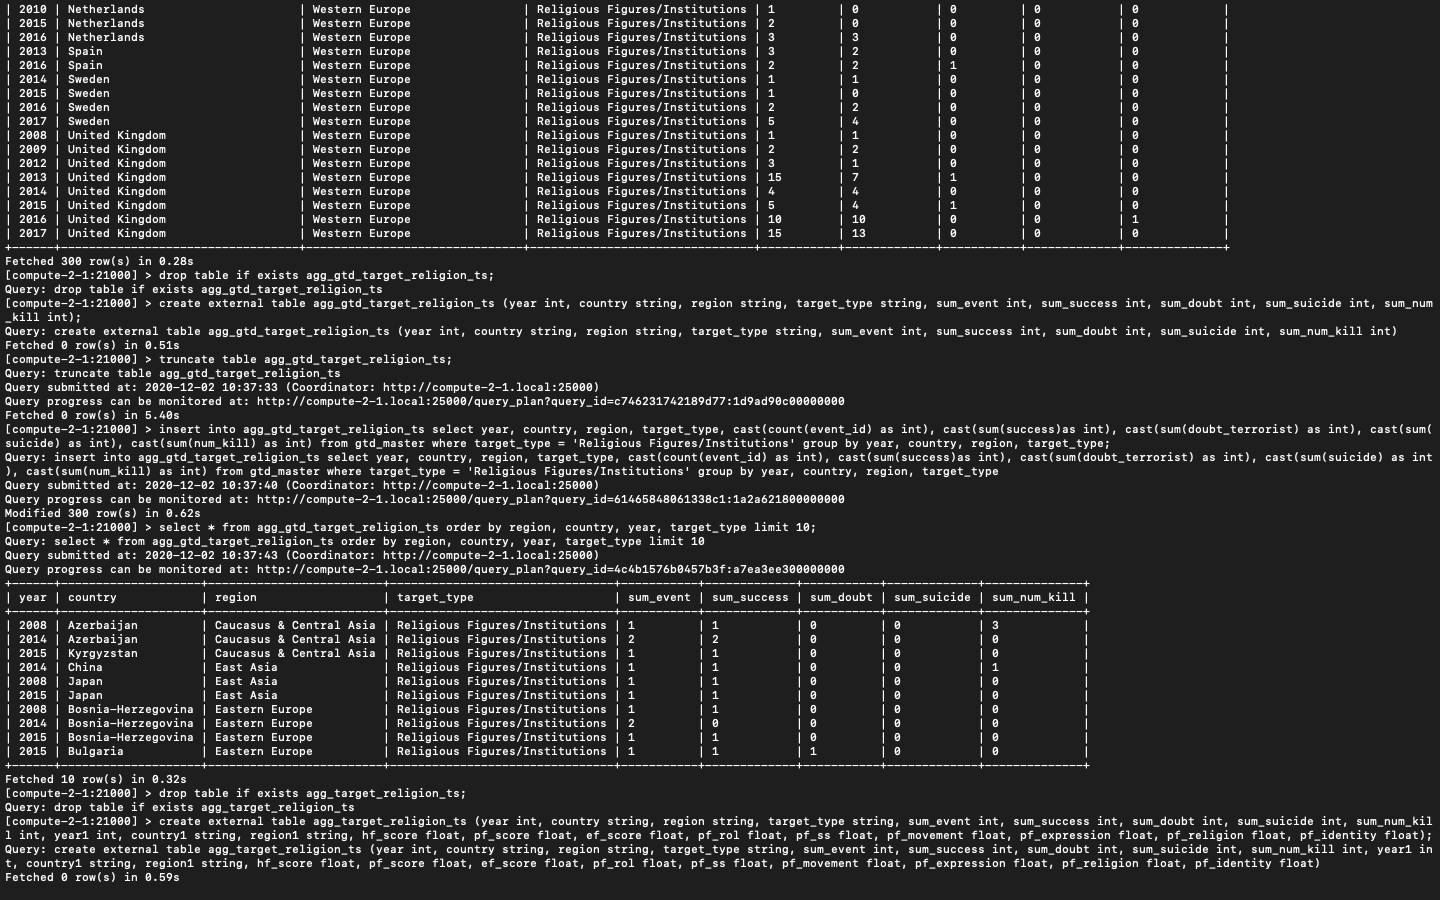 | 2010 | Netherlands | Western Europe | Religious Figures/Institutions | 1 | 0 | 0 | 0 | 0 |
| 2015 | Netherlands | Western Europe | Religious Figures/Institutions | 2 | 0 | 0 | 0 | 0 |
| 2016 | Netherlands | Western Europe | Religious Figures/Institutions | 3 | 3 | 0 | 0 | 0 |
| 2013 | Spain | Western Europe | Religious Figures/Institutions | 3 | 2 | 0 | 0 | 0 |
| 2016 | Spain | Western Europe | Religious Figures/Institutions | 2 | 2 | 1 | 0 | 0 |
| 2014 | Sweden | Western Europe | Religious Figures/Institutions | 1 | 1 | 0 | 0 | 0 |
| 2015 | Sweden | Western Europe | Religious Figures/Institutions | 1 | 0 | 0 | 0 | 0 |
| 2016 | Sweden | Western Europe | Religious Figures/Institutions | 2 | 2 | 0 | 0 | 0 |
| 2017 | Sweden | Western Europe | Religious Figures/Institutions | 5 | 4 | 0 | 0 | 0 |
| 2008 | United Kingdom | Western Europe | Religious Figures/Institutions | 1 | 1 | 0 | 0 | 0 |
| 2009 | United Kingdom | Western Europe | Religious Figures/Institutions | 2 | 2 | 0 | 0 | 0 |
| 2012 | United Kingdom | Western Europe | Religious Figures/Institutions | 3 | 1 | 0 | 0 | 0 |
| 2013 | United Kingdom | Western Europe | Religious Figures/Institutions | 15 | 7 | 1 | 0 | 0 |
| 2014 | United Kingdom | Western Europe | Religious Figures/Institutions | 4 | 4 | 0 | 0 | 0 |
| 2015 | United Kingdom | Western Europe | Religious Figures/Institutions | 5 | 4 | 1 | 0 | 0 |
| 2016 | United Kingdom | Western Europe | Religious Figures/Institutions | 10 | 10 | 0 | 0 | 1 |
| 2017 | United Kingdom | Western Europe | Religious Figures/Institutions | 15 | 13 | 0 | 0 | 0 |
Fetched 300 row(s) in 0.28s
[compute-2-1:21000] > drop table if exists agg_gtd_target_religion_ts;
Query: drop table if exists agg_gtd_target_religion_ts
[compute-2-1:21000] > create external table agg_gtd_target_religion_ts (year int, country string, region string, target_type string, sum_event int, sum_success int, sum_doubt int, sum_suicide int, sum_num
_kill int);
Query: create external table agg_gtd_target_religion_ts (year int, country string, region string, target_type string, sum_event int, sum_success int, sum_doubt int, sum_suicide int, sum_num_kill int)
Fetched 0 row(s) in 0.51s
[compute-2-1:21000] > truncate table agg_gtd_target_religion_ts;
Query: truncate table agg_gtd_target_religion_ts
Query submitted at: 2020-12-02 10:37:33 (Coordinator: http://compute-2-1.local:25000)
Query progress can be monitored at: http://compute-2-1.local:25000/query_plan?query_id=c746231742189d77:1d9ad90c00000000
Fetched 0 row(s) in 5.40s
[compute-2-1:21000] > insert into agg_gtd_target_religion_ts select year, country, region, target_type, cast(count(event_id) as int), cast(sum(success)as int), cast(sum(doubt_terrorist) as int), cast(sum(
suicide) as int), cast(sum(num_kill) as int) from gtd_master where target_type = 'Religious Figures/Institutions' group by year, country, region, target_type;
Query: insert into agg_gtd_target_religion_ts select year, country, region, target_type, cast(count(event_id) as int), cast(sum(success)as int), cast(sum(doubt_terrorist) as int), cast(sum(suicide) as int
), cast(sum(num_kill) as int) from gtd_master where target_type = 'Religious Figures/Institutions' group by year, country, region, target_type
Query submitted at: 2020-12-02 10:37:40 (Coordinator: http://compute-2-1.local:25000)
Query progress can be monitored at: http://compute-2-1.local:25000/query_plan?query_id=61465848061338c1:1a2a621800000000
Modified 300 row(s) in 0.62s
[compute-2-1:21000] > select * from agg_gtd_target_religion_ts order by region, country, year, target_type limit 10;
Query: select * from agg_gtd_target_religion_ts order by region, country, year, target_type limit 10
Query submitted at: 2020-12-02 10:37:43 (Coordinator: http://compute-2-1.local:25000)
Query progress can be monitored at: http://compute-2-1.local:25000/query_plan?query_id=4c4b1576b0457b3f:a7ea3ee300000000
| year | country | region | target_type | sum_event | sum_success | sum_doubt | sum_suicide | sum_num_kill |
| 2008 | Azerbaijan | Caucasus & Central Asia | Religious Figures/Institutions | 1 | 1 | 0 | 0 | 3 |
| 2014 | Azerbaijan | Caucasus & Central Asia | Religious Figures/Institutions | 2 | 2 | 0 | 0 | 0 |
| 2015 | Kyrgyzstan | Caucasus & Central Asia | Religious Figures/Institutions | 1 | 1 | 0 | 0 | 0 |
| 2014 | China | East Asia | Religious Figures/Institutions | 1 | 1 | 0 | 0 | 1 |
| 2008 | Japan | East Asia | Religious Figures/Institutions | 1 | 1 | 0 | 0 | 0 |
| 2015 | Japan | East Asia | Religious Figures/Institutions | 1 | 1 | 0 | 0 | 0 |
| 2008 | Bosnia-Herzegovina | Eastern Europe | Religious Figures/Institutions | 1 | 1 | 0 | 0 | 0 |
| 2014 | Bosnia-Herzegovina | Eastern Europe | Religious Figures/Institutions | 2 | 0 | 0 | 0 | 0 |
| 2015 | Bosnia-Herzegovina | Eastern Europe | Religious Figures/Institutions | 1 | 1 | 0 | 0 | 0 |
| 2015 | Bulgaria | Eastern Europe | Religious Figures/Institutions | 1 | 1 | 1 | 0 | 0 |
Fetched 10 row(s) in 0.32s
[compute-2-1:21000] > drop table if exists agg_target_religion_ts;
Query: drop table if exists agg_target_religion_ts
[compute-2-1:21000] > create external table agg_target_religion_ts (year int, country string, region string, target_type string, sum_event int, sum_success int, sum_doubt int, sum_suicide int, sum_num_kil
l int, year1 int, country1 string, region1 string, hf_score float, pf_score float, ef_score float, pf_rol float, pf_ss float, pf_movement float, pf_expression float, pf_religion float, pf_identity float);
Query: create external table agg_target_religion_ts (year int, country string, region string, target_type string, sum_event int, sum_success int, sum_doubt int, sum_suicide int, sum_num_kill int, year1 in
t, country1 string, region1 string, hf_score float, pf_score float, ef_score float, pf_rol float, pf_ss float, pf_movement float, pf_expression float, pf_religion float, pf_identity float)
Fetched 0 row(s) in 0.59s